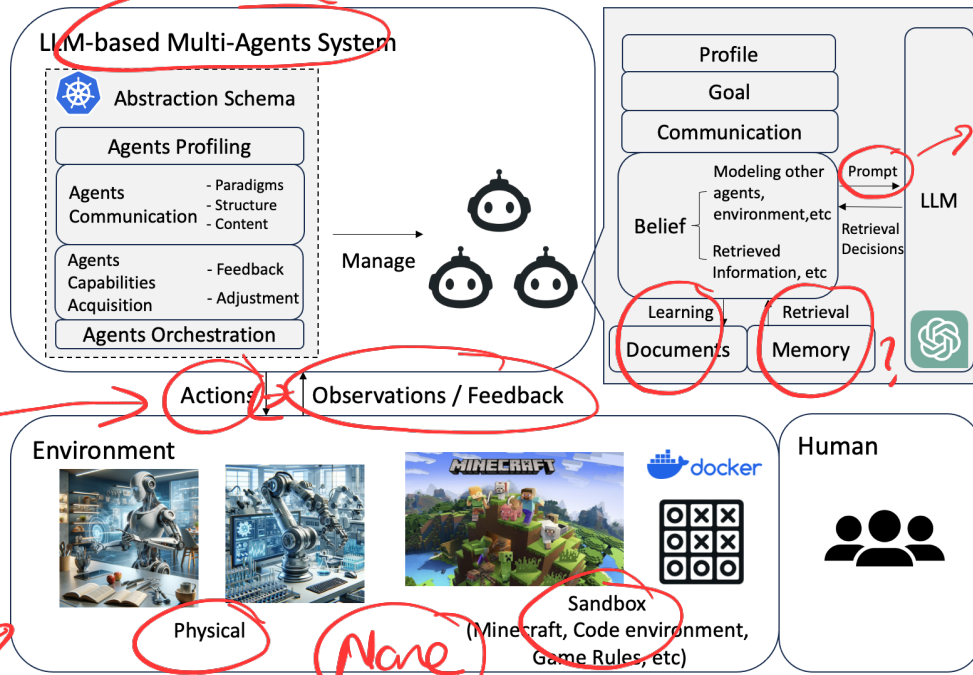 LLM-based Multi-Agents System
Abstraction Schema
Agents Profiling
Agents
Communication
- Paradigms
- Structure
- Content
Agents
Capabilities
Acquisition
- Feedback
- Adjustment
Agents Orchestration
Manage
Profile
Goal
Communication
Belief
Modeling other
agents,
environment,etc
Retrieved
Information, etc
Prompt
Retrieval
Decisions
LLM
Learning
Retrieval
Documents
Memory
?
Actions
Observations / Feedback
Environment
MINECRAFT
docker
O X X
O X X
O O O
Physical
None
Sandbox
(Minecraft, Code environment,
Game Rules, etc)
Human